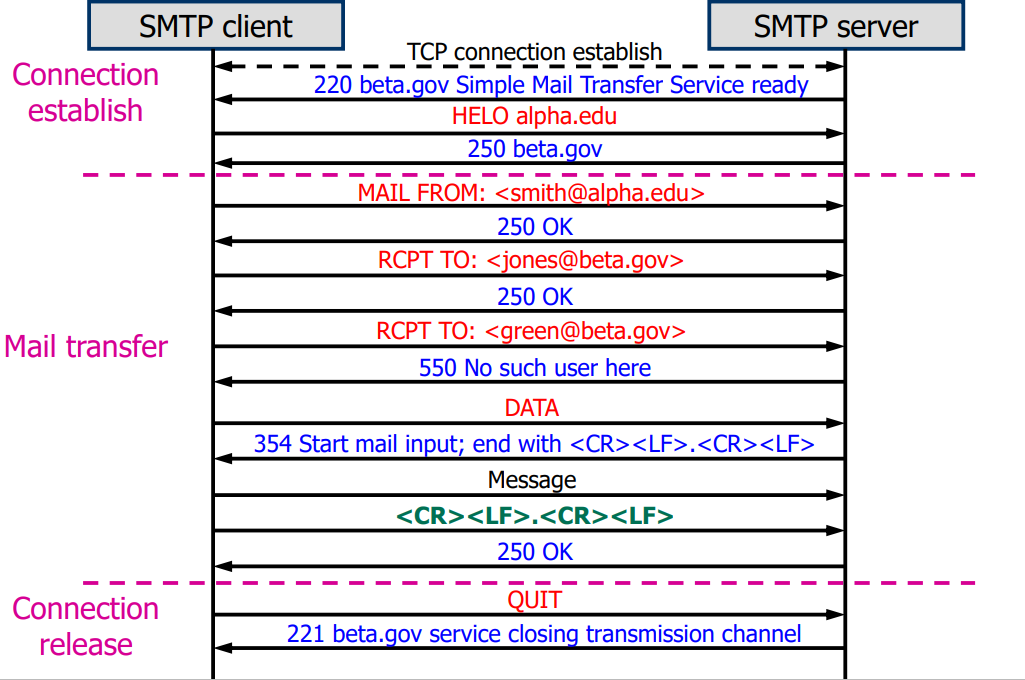 SMTP client
SMTP server
TCP connection establish
Connection
establish
220 beta.gov Simple Mail Transfer Service ready
HELO alpha.edu
250 beta.gov
MAIL FROM: <smith@alpha.edu>
250 OK
RCPT TO: <jones@beta.gov>
250 OK
RCPT TO: <green@beta.gov>
Mail transfer
550 No such user here
DATA
354 Start mail input; end with <CR><LF>.<CR><LF>
Message
<CR><LF>.<CR><LF>
250 OK
Connection
release
QUIT
221 beta.gov service closing transmission channel